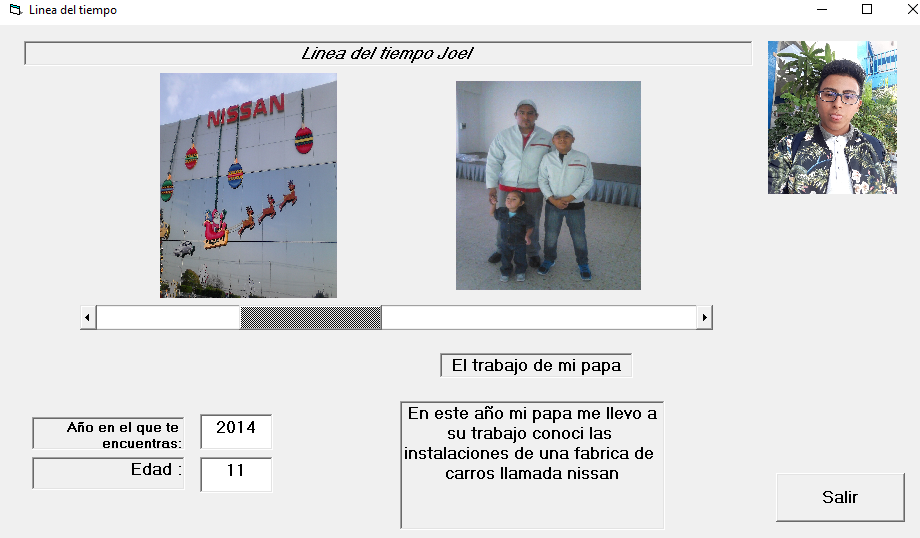 Linea del tiempo
Linea del tiempo Joel
NISSAN
El trabajo de mi papa
Año en el que te
encuentras:
2014
Edad :
11
En este año mi papa me llevo a
su trabajo conoci las
instalaciones de una fabrica de
carros llamada nissan
Salir